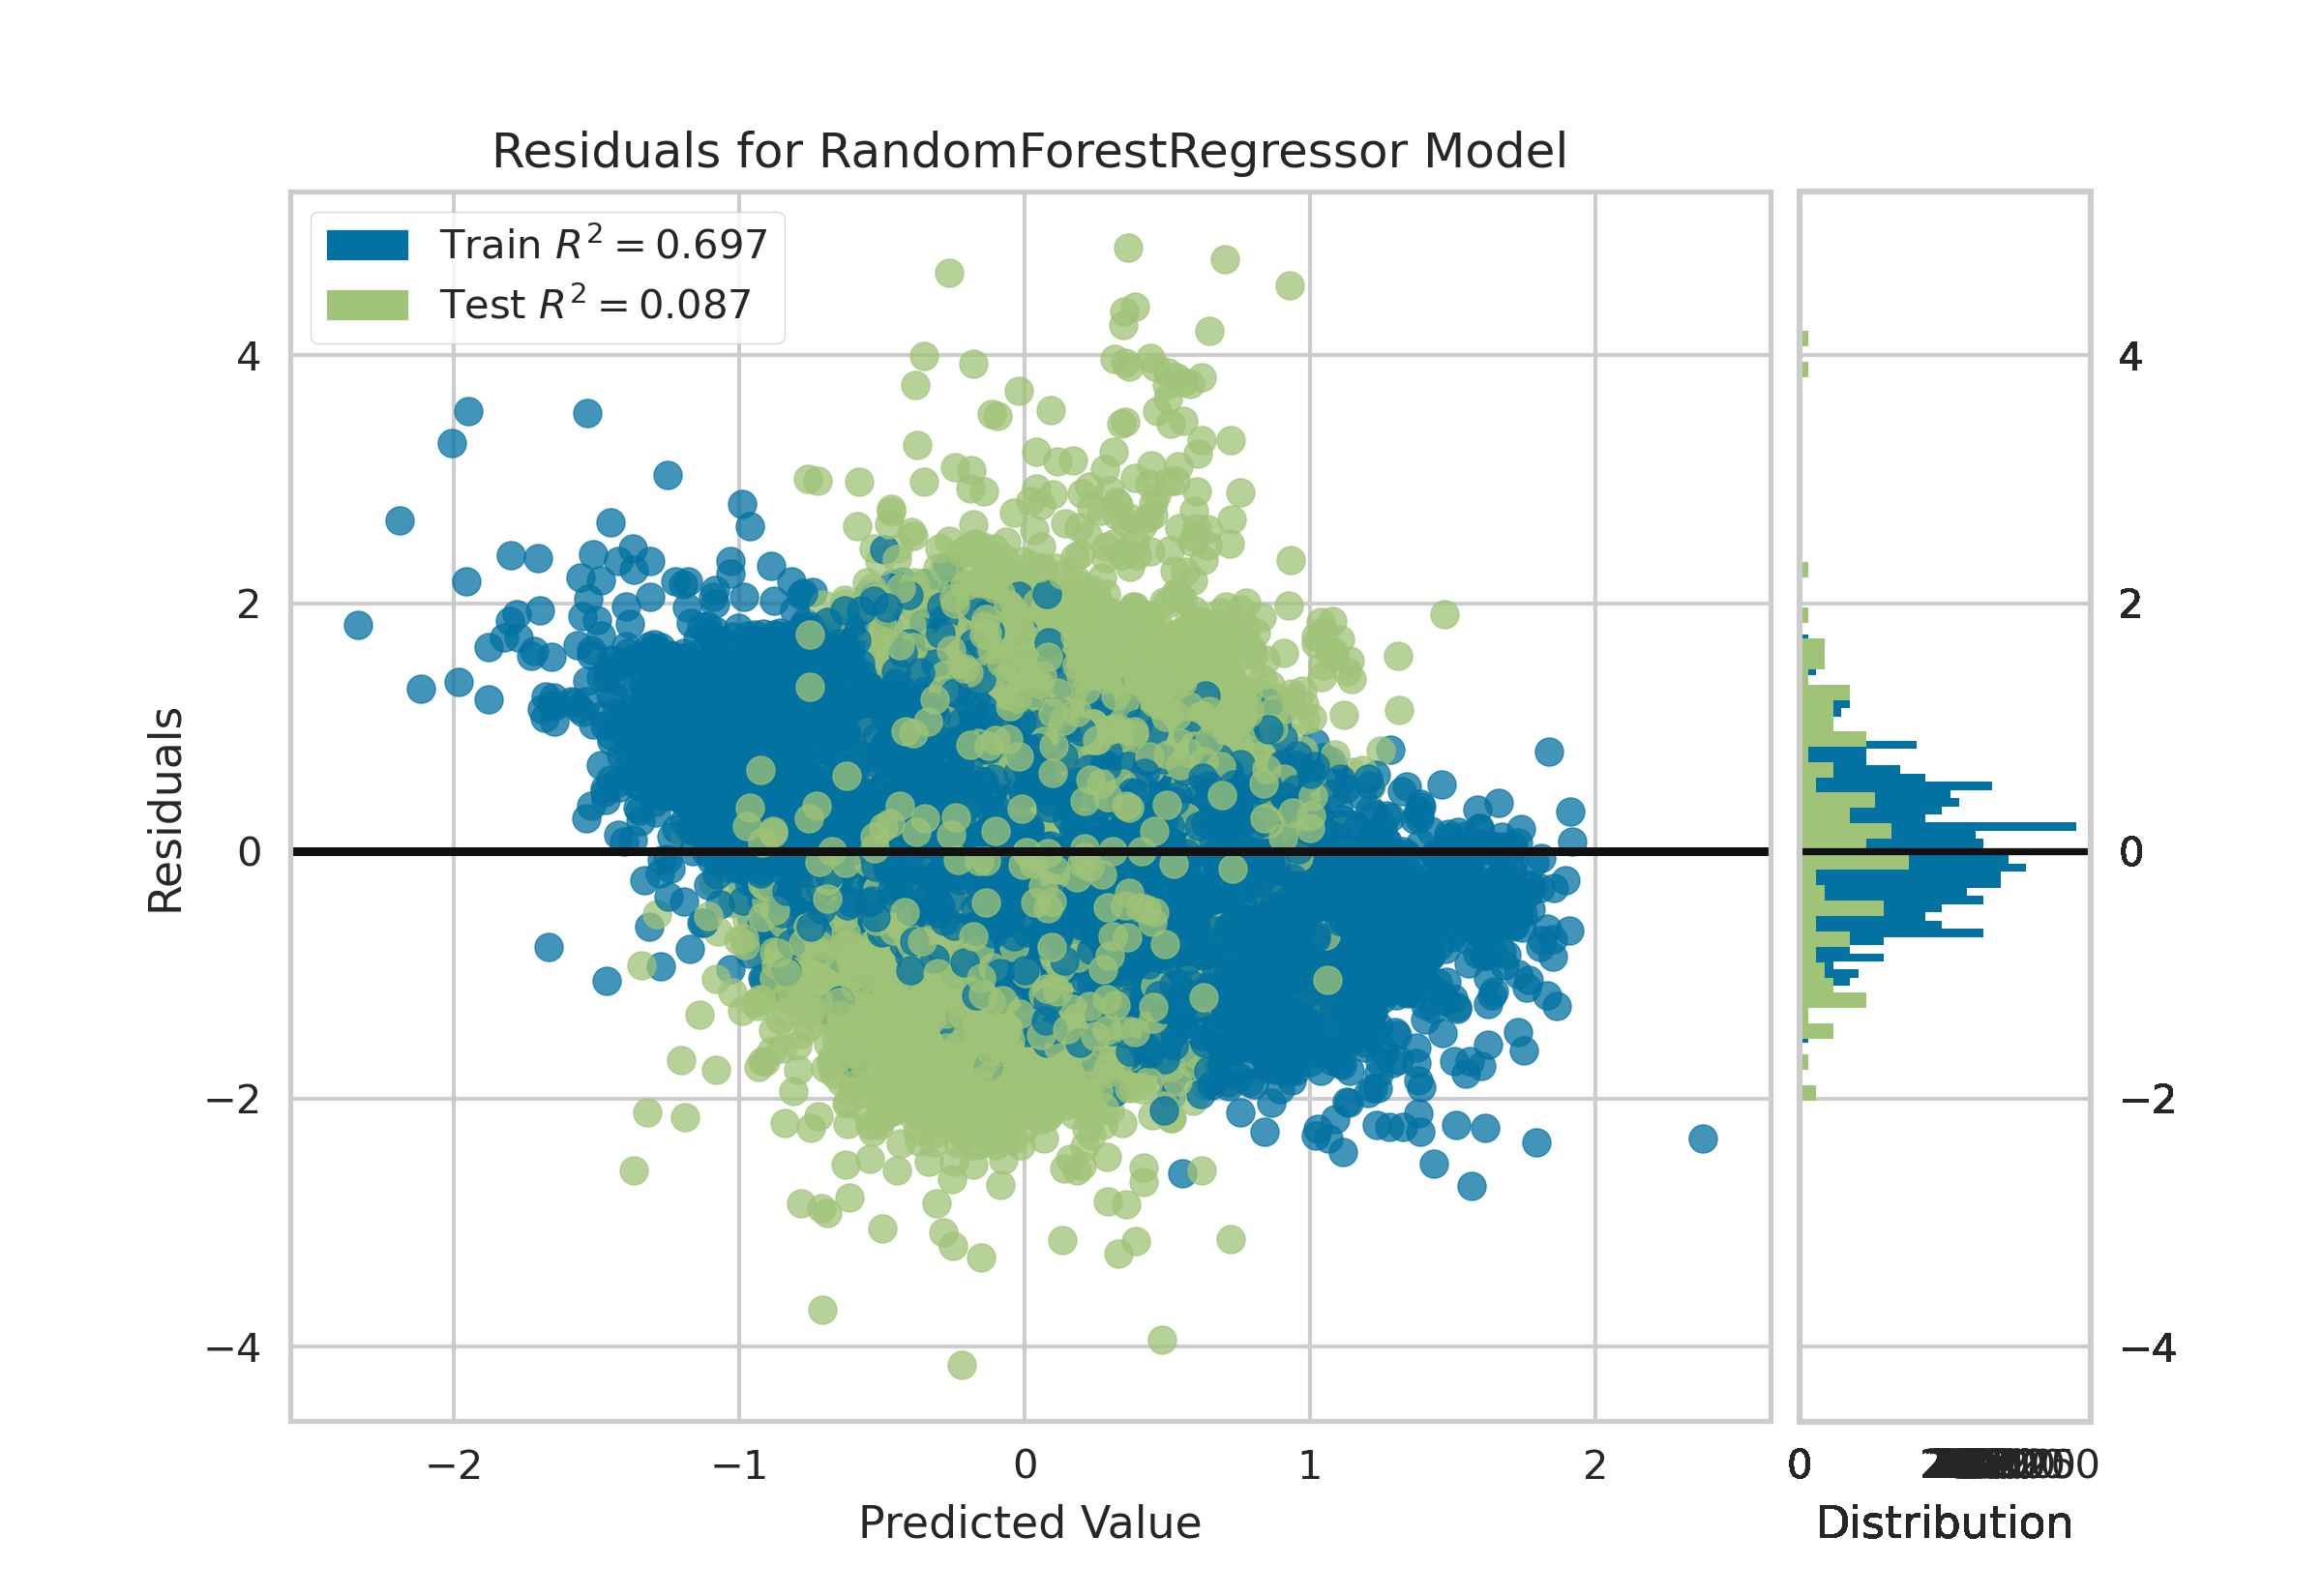 Residuals for RandomForestRegressor Model
Train R² = 0.697
Test R² = 0.087
Residuals
4
2
0
−2
−4
4
2
0
−2
−4
−2
−1
0
1
2
0
Predicted Value
Distribution